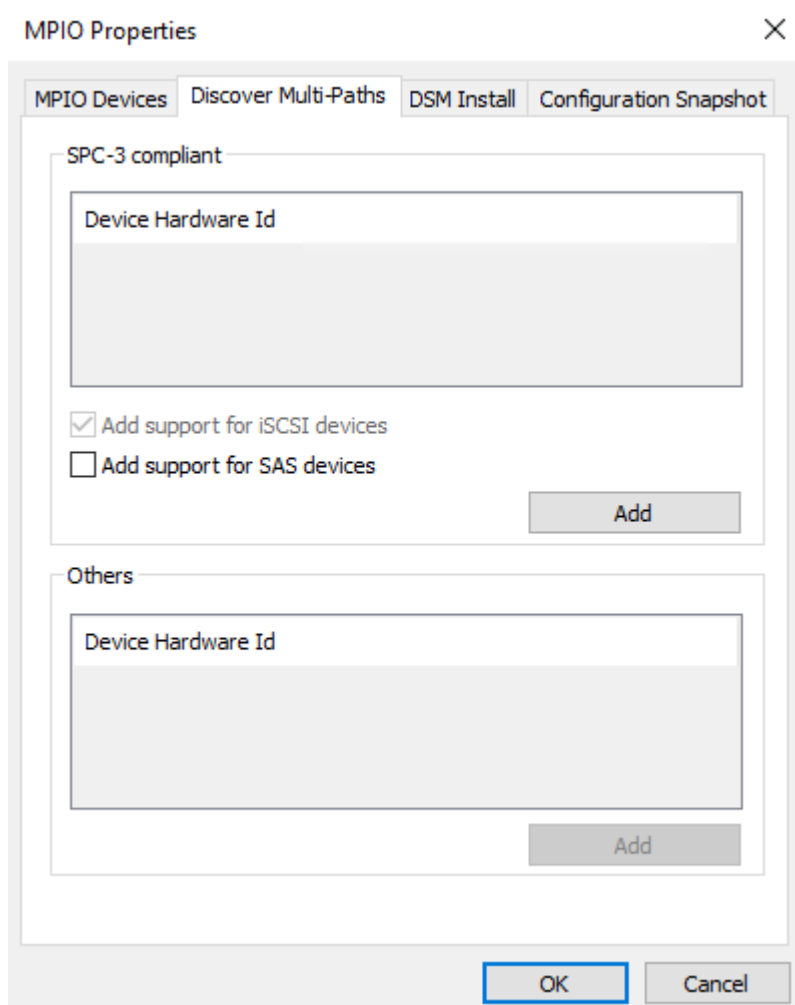 MPIO Properties
MPIO Devices Discover Multi-Paths DSM Install Configuration Snapshot
SPC-3 compliant
Device Hardware Id
Add support for iSCSI devices
Add support for SAS devices
Add
Others
Device Hardware Id
Add
OK Cancel